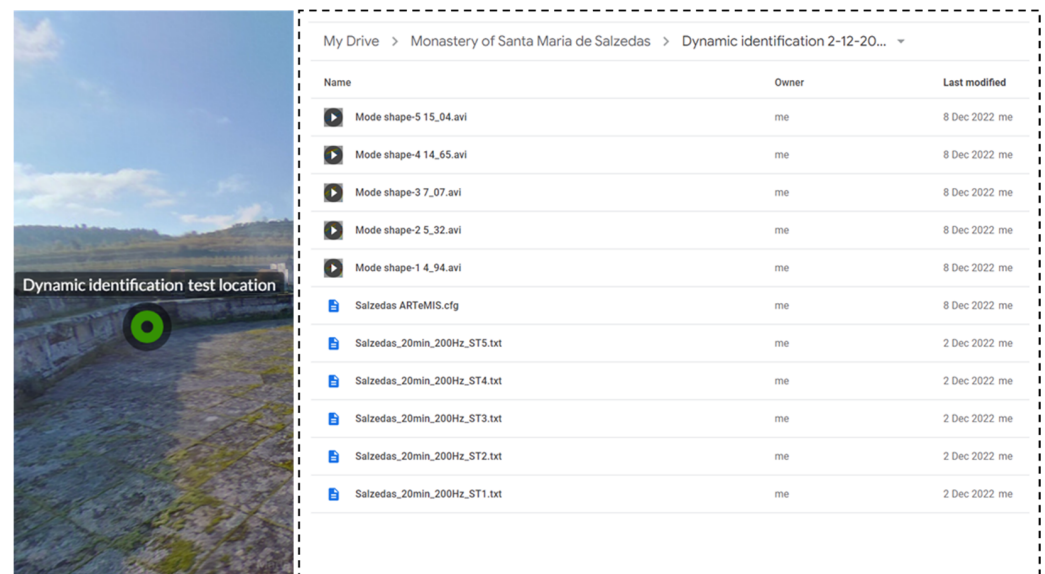 Dynamic identification test location
My Drive > Monastery of Santa Maria de Salzedas > Dynamic identification 2-12-20...
Name Owner Last modified
Mode shape-5 15_04.avi me 8 Dec 2022 me
Mode shape-4 14_65.avi me 8 Dec 2022 me
Mode shape-3 7_07.avi me 8 Dec 2022 me
Mode shape-2 5_32.avi me 8 Dec 2022 me
Mode shape-1 4_94.avi me 8 Dec 2022 me
Salzedas ARTeMIS.cfg me 8 Dec 2022 me
Salzedas_20min_200Hz_ST5.txt me 2 Dec 2022 me
Salzedas_20min_200Hz_ST4.txt me 2 Dec 2022 me
Salzedas_20min_200Hz_ST3.txt me 2 Dec 2022 me
Salzedas_20min_200Hz_ST2.txt me 2 Dec 2022 me
Salzedas_20min_200Hz_ST1.txt me 2 Dec 2022 me